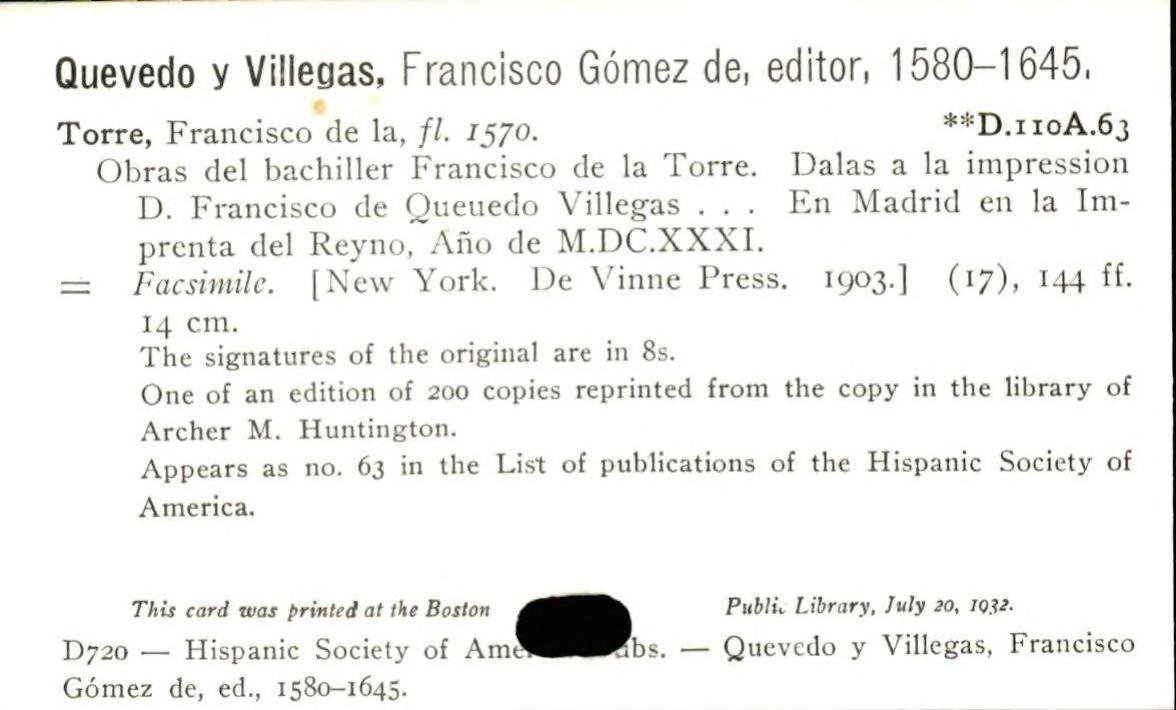 Quevedo y Villegas, Francisco Gómez de, editor, 1580–1645.
Torre, Francisco de la, fl. 1570. **D.110A.63
Obras del bachiller Francisco de la Torre. Dalas a la impression
D. Francisco de Queuedo Villegas . . . En Madrid en la Im-
prenta del Reyno, Año de M.DC.XXXI.
= Facsimile. [New York. De Vinne Press. 1903.] (17), 144 ff.
14 cm.
The signatures of the original are in 8s.
One of an edition of 200 copies reprinted from the copy in the library of
Archer M. Huntington.
Appears as no. 63 in the List of publications of the Hispanic Society of
America.
This card was printed at the Boston Public Library, July 20, 1932.
D720 — Hispanic Society of Ame ubs. — Quevedo y Villegas, Francisco
Gómez de, ed., 1580–1645.